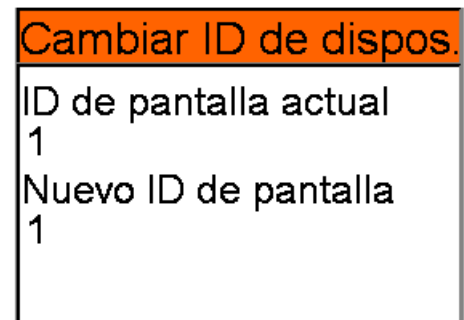 Cambiar ID de dispos.
ID de pantalla actual
1
Nuevo ID de pantalla
1